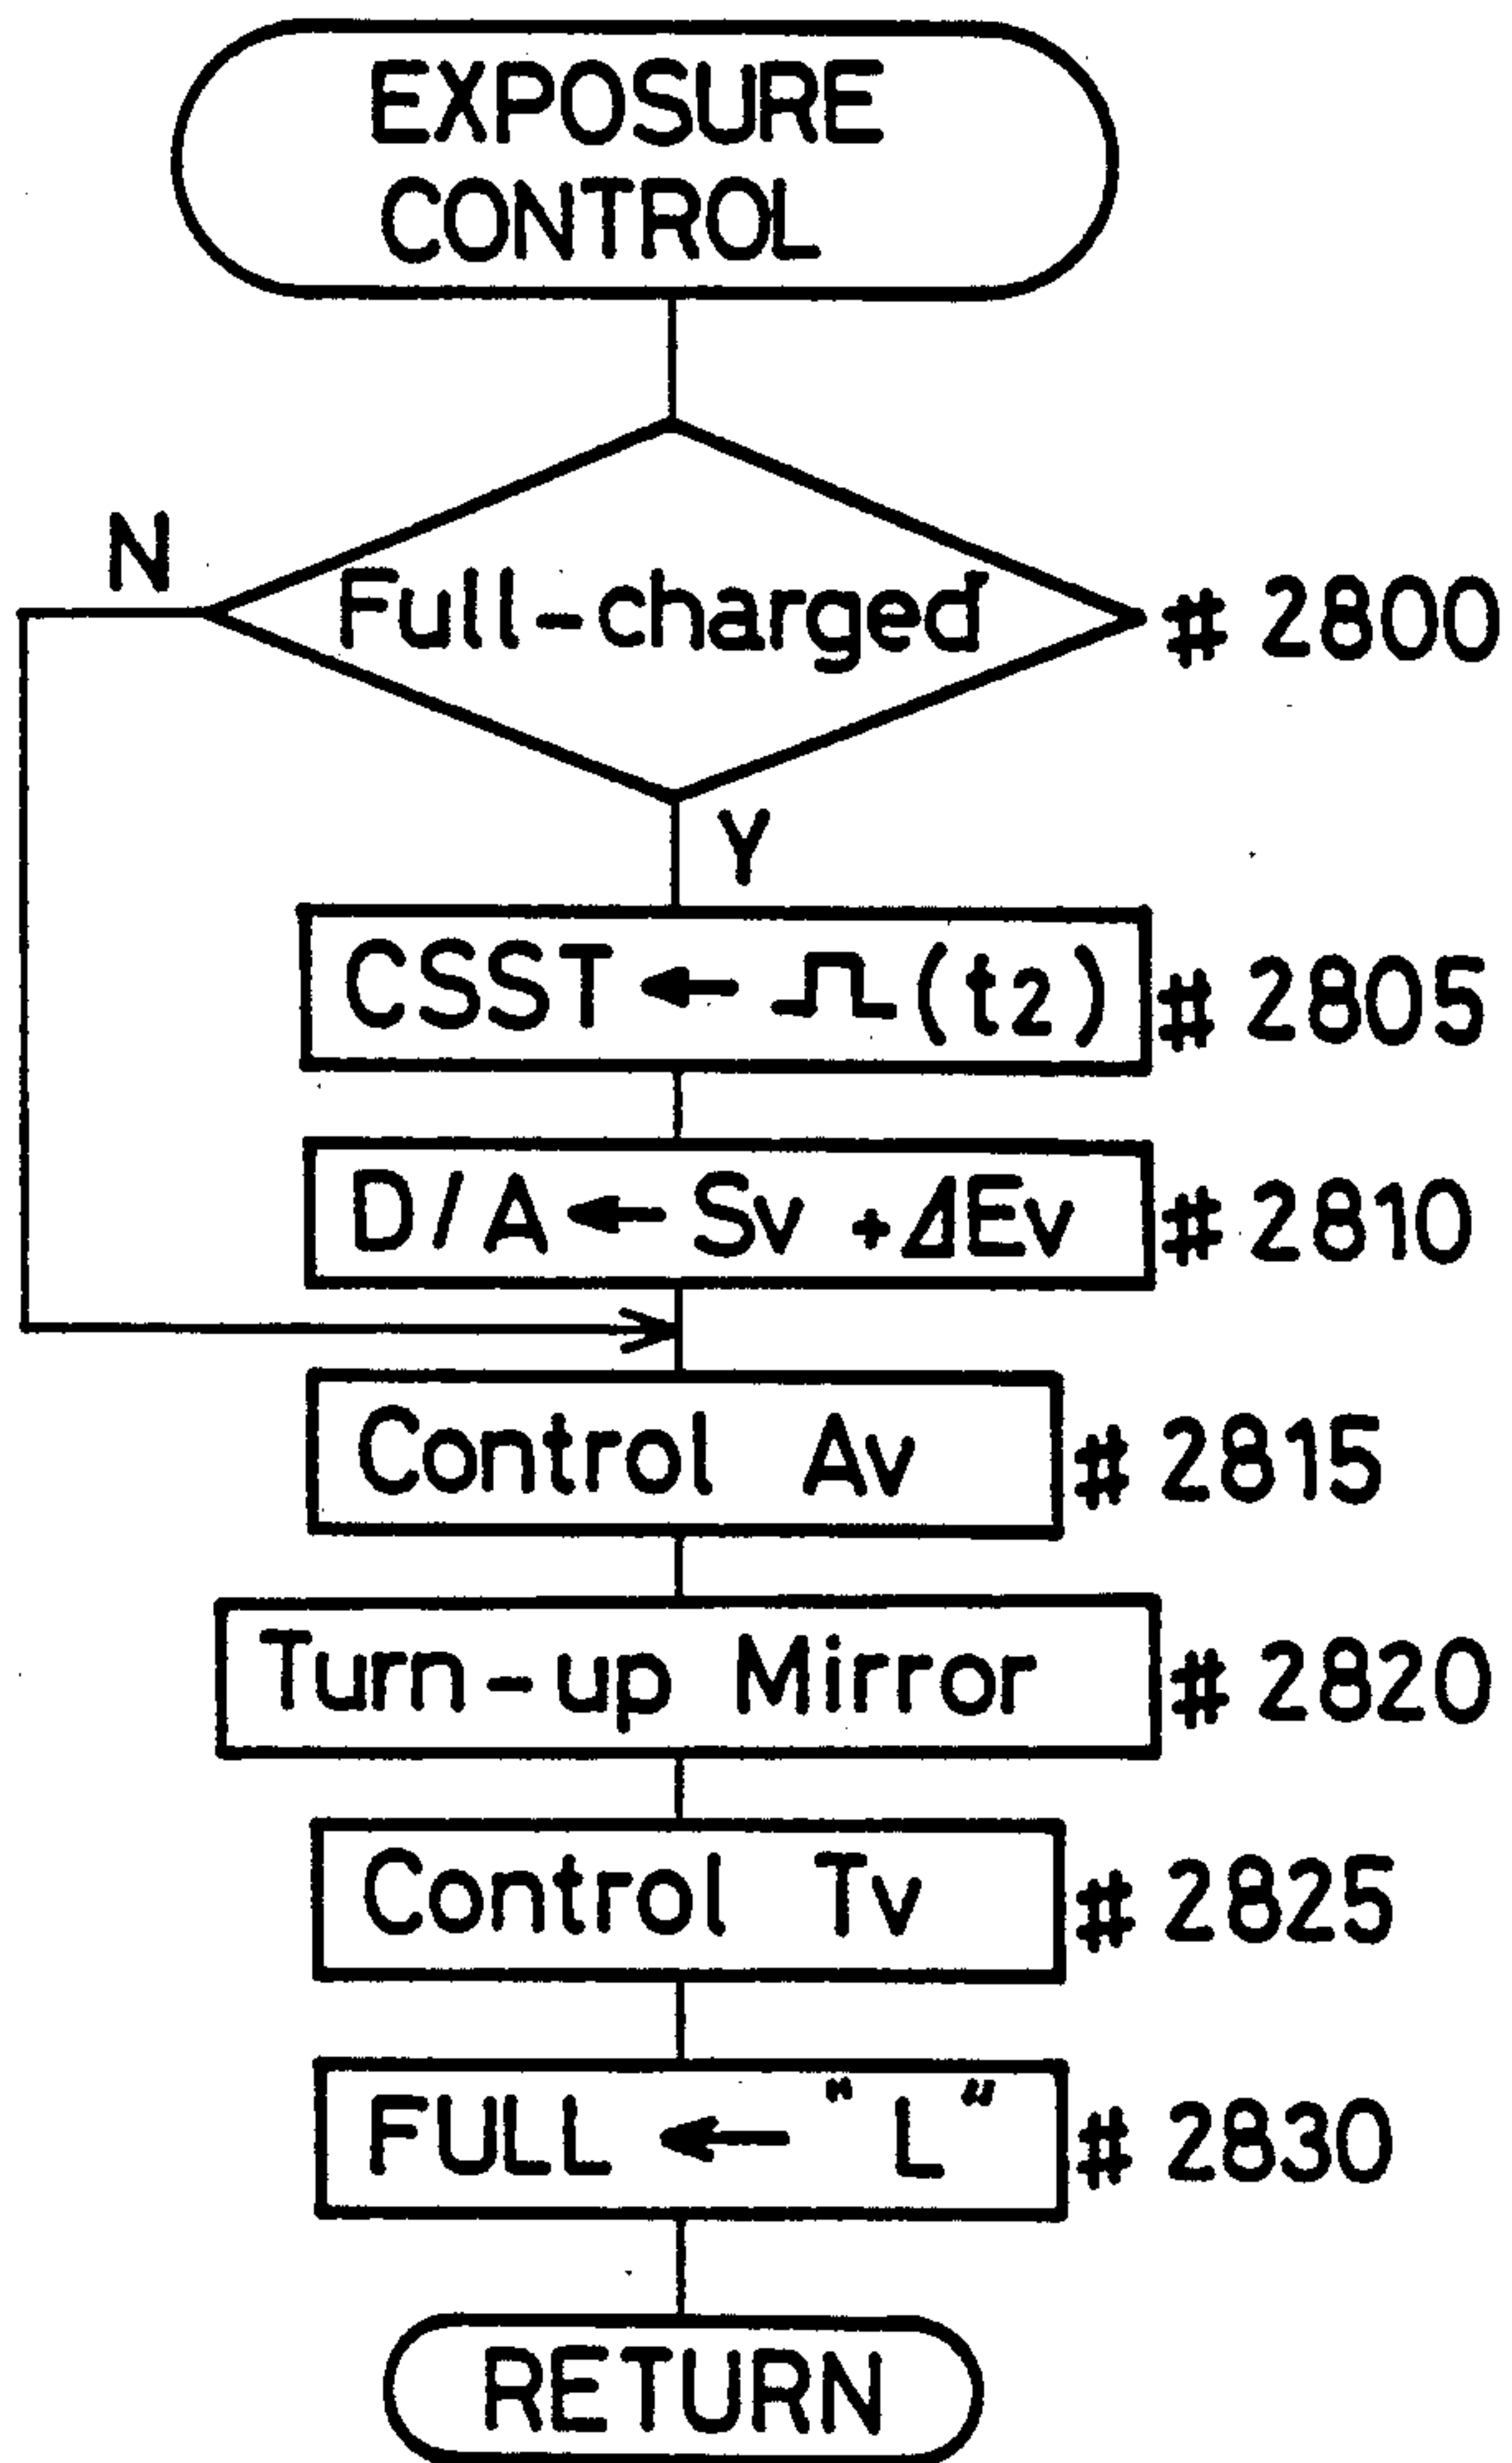 EXPOSURE
CONTROL
N
Full-charged # 2800
Y
CSST ← ⎍ (t2) # 2805
D/A ← Sv + ΔEv # 2810
Control Av # 2815
Turn-up Mirror # 2820
Control Tv # 2825
FULL ← "L" # 2830
RETURN